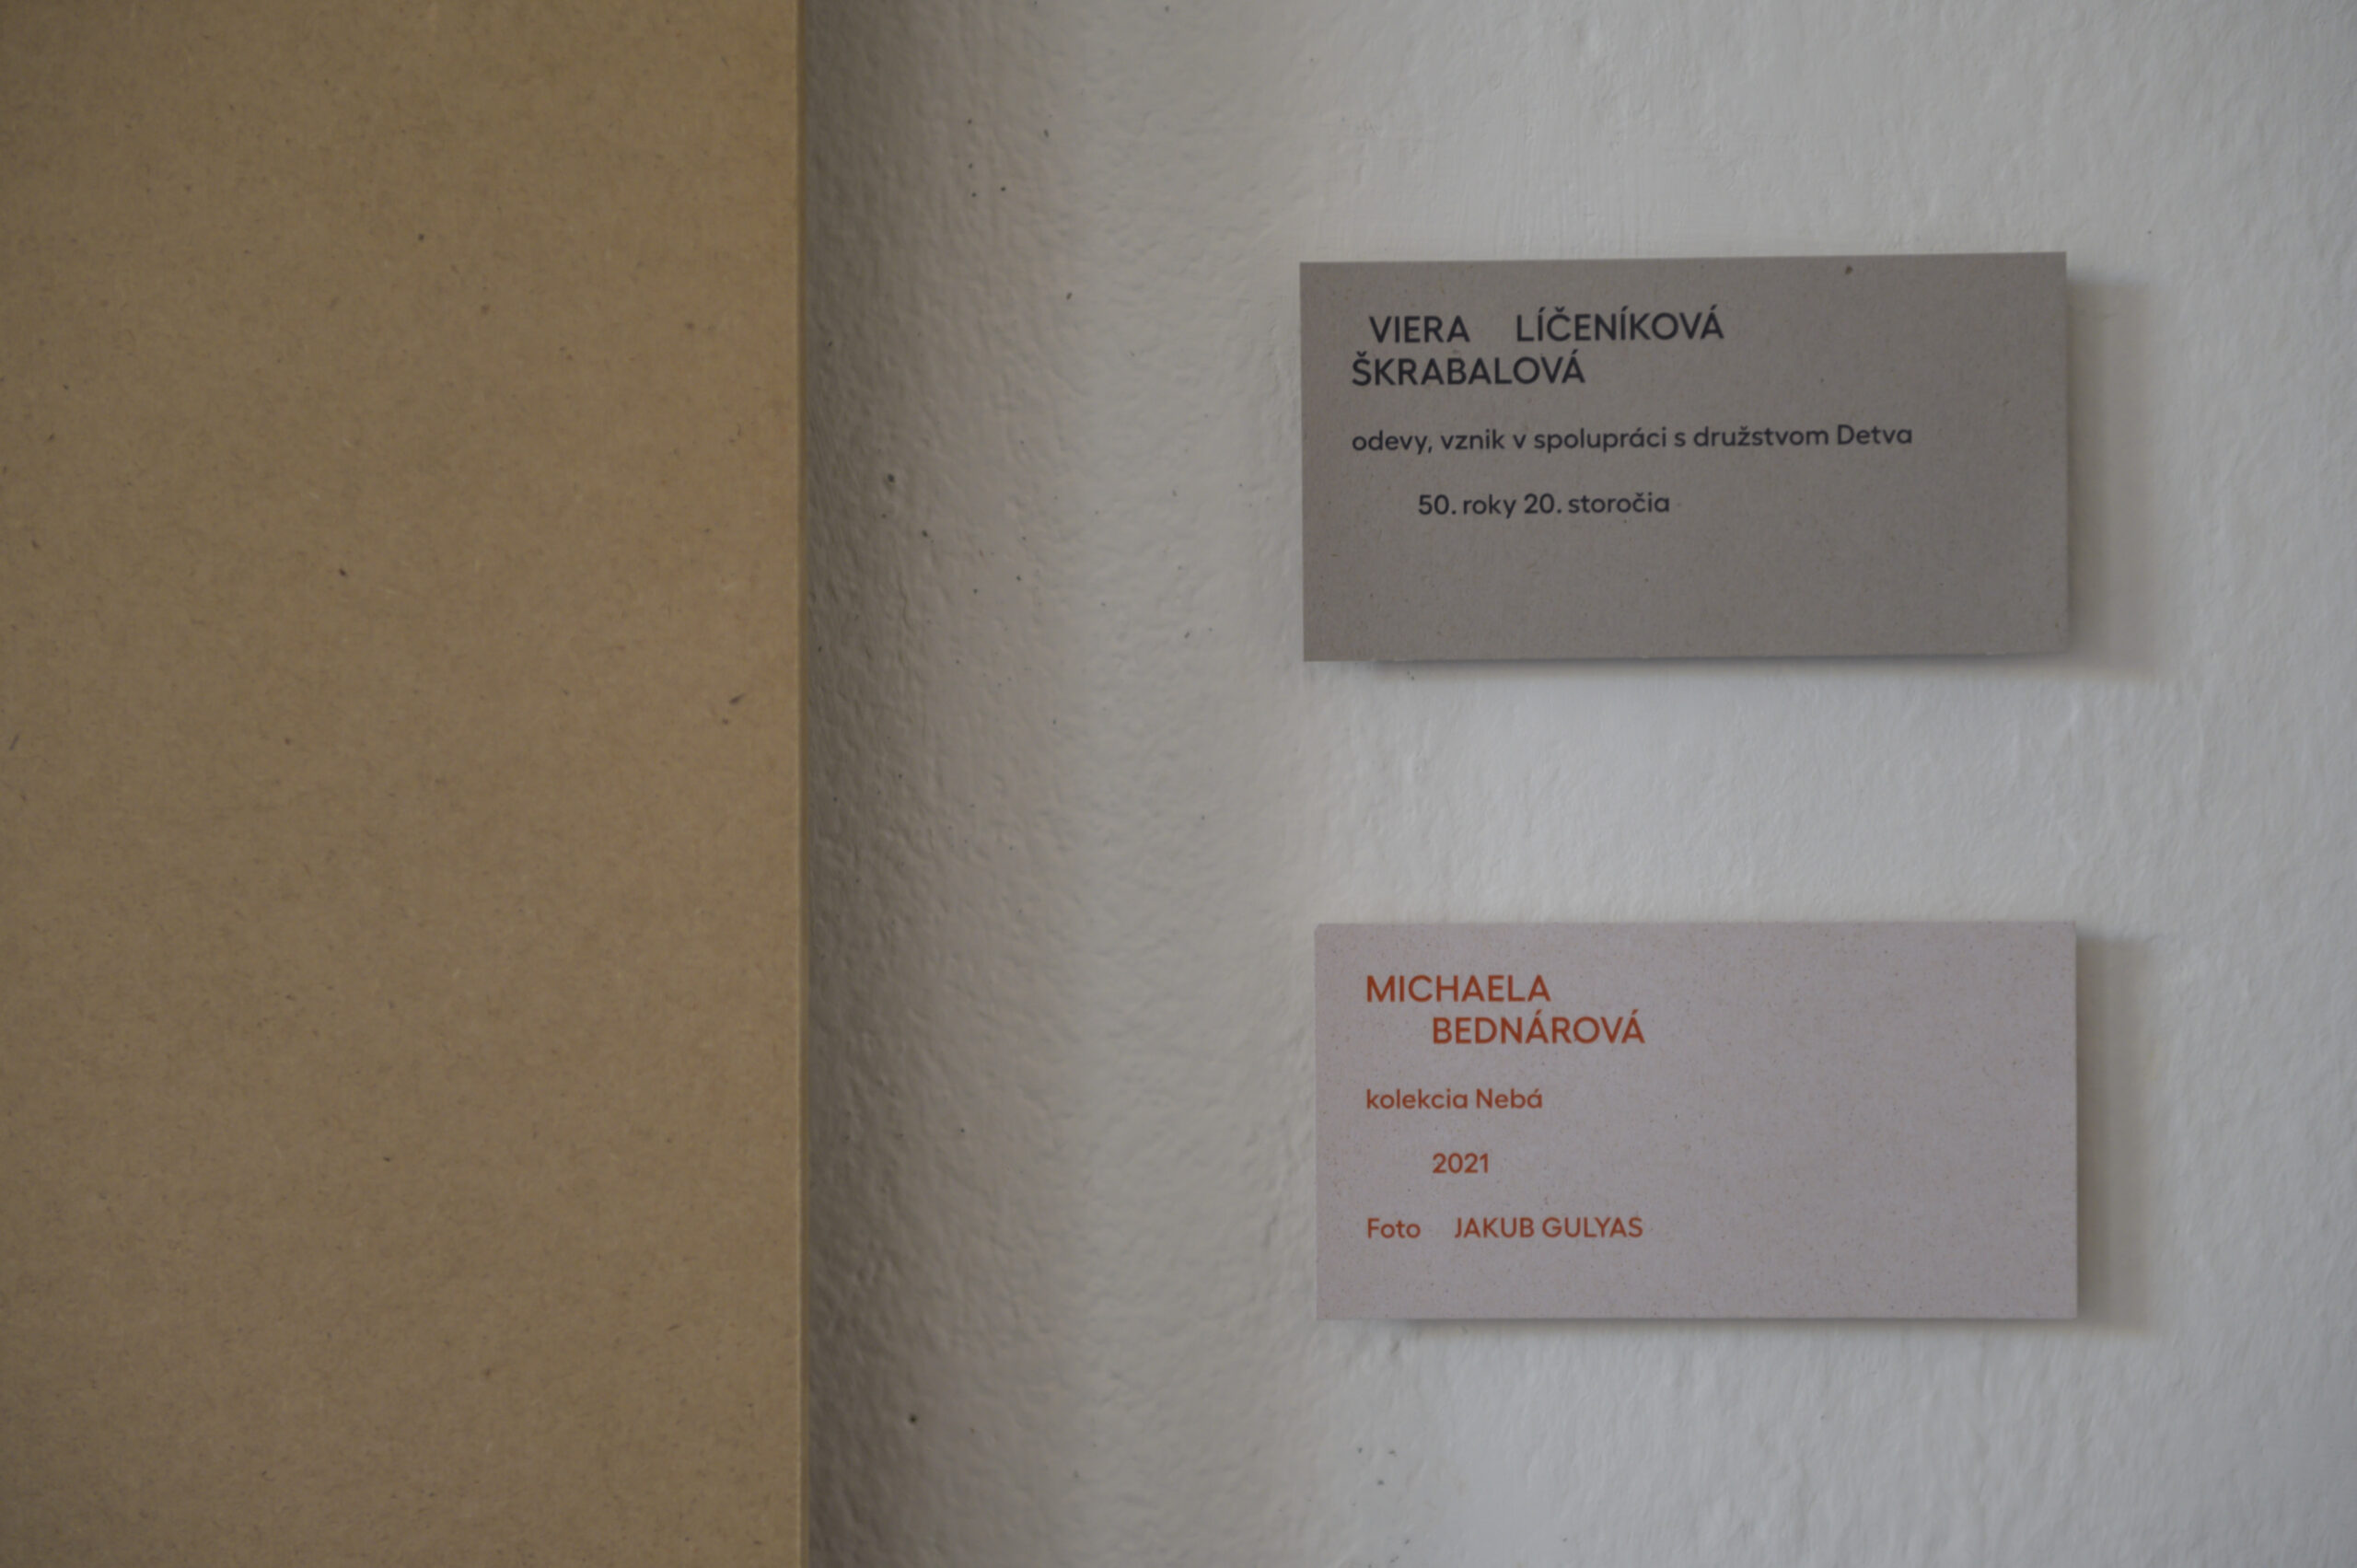 VIERA LÍČENÍKOVÁ
ŠKRABALOVÁ
odevy, vznik v spolupráci s družstvom Detva
50. roky 20. storočia
MICHAELA
BEDNÁROVÁ
kolekcia Nebá
2021
Foto JAKUB GULYAS